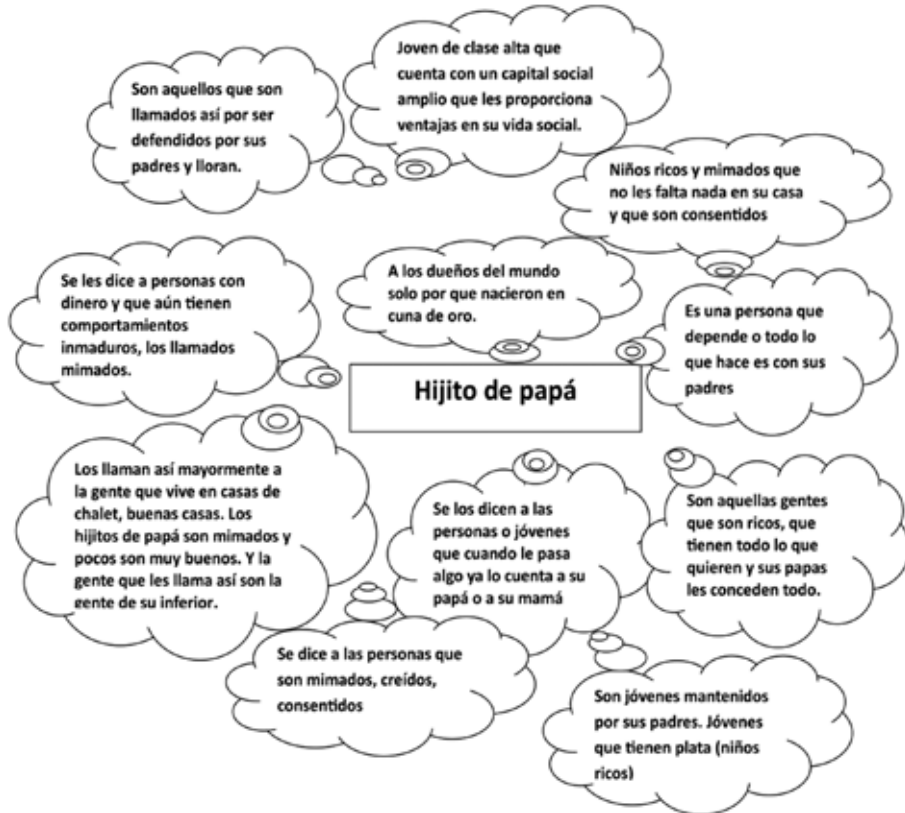 Joven de clase alta que
cuenta con un capital social
amplio que les proporciona
ventajas en su vida social.
Son aquellos que son
llamados así por ser
defendidos por sus
padres y lloran.
Niños ricos y mimados que
no les falta nada en su casa
y que son consentidos
A los dueños del mundo
solo por que nacieron en
cuna de oro.
Se les dice a personas con
dinero y que aún tienen
comportamientos
inmaduros, los llamados
mimados.
Es una persona que
depende o todo lo
que hace es con sus
padres
Hijito de papá
Los llaman así mayormente a
la gente que vive en casas de
chalet, buenas casas. Los
hijitos de papá son mimados y
pocos son muy buenos. Y la
gente que les llama así son la
gente de su inferior.
Se los dicen a las
personas o jóvenes
que cuando le pasa
algo ya lo cuenta a su
papá o a su mamá
Son aquellas gentes
que son ricos, que
tienen todo lo que
quieren y sus papas
les conceden todo.
Se dice a las personas que
son mimados, creídos,
consentidos
Son jóvenes mantenidos
por sus padres. Jóvenes
que tienen plata (niños
ricos)